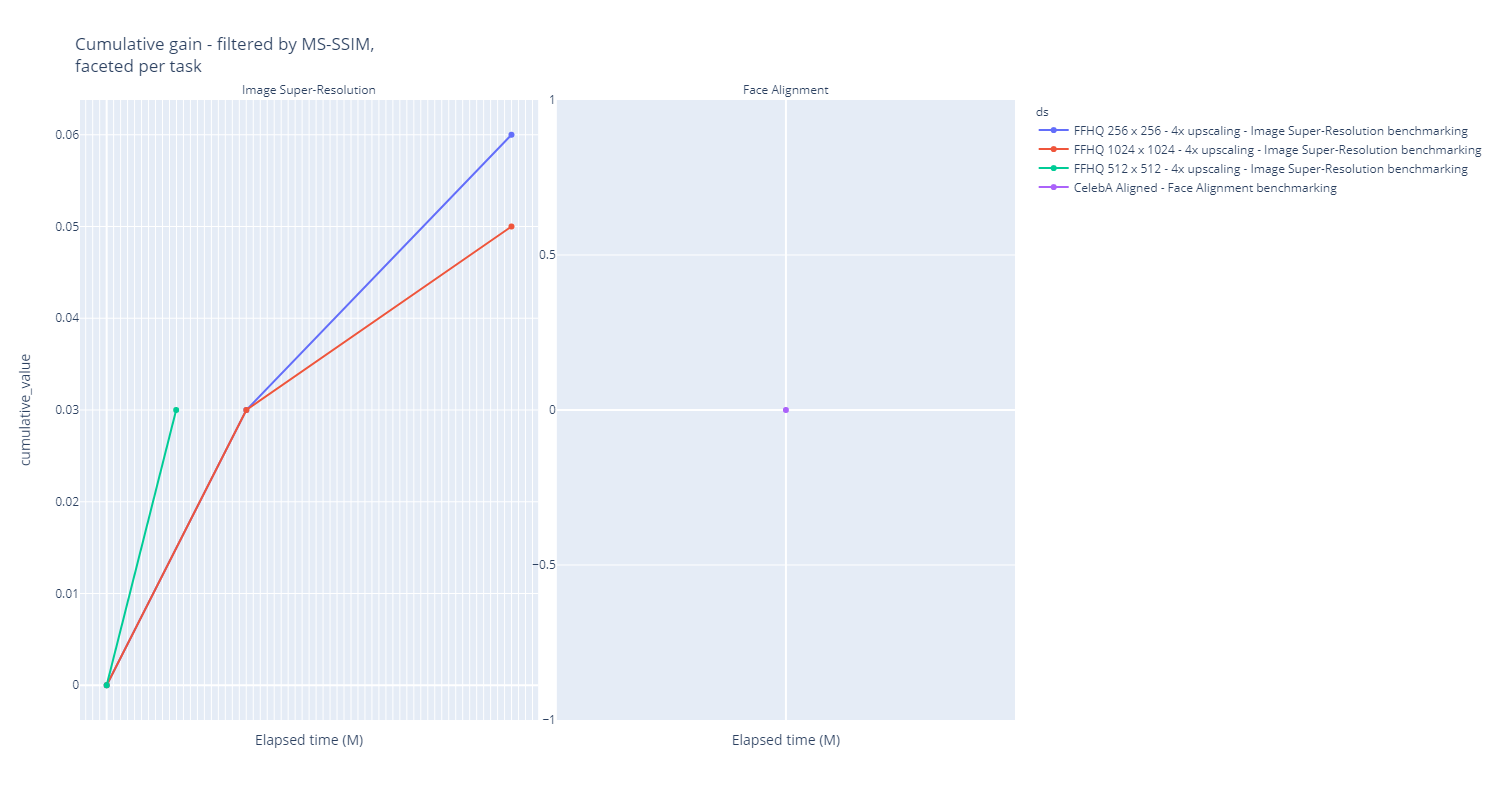 Cumulative gain - filtered by MS-SSIM,
faceted per task
Image Super-Resolution
Face Alignment
cumulative_value
0.06
0.05
0.04
0.03
0.02
0.01
0
1
0.5
0
−0.5
−1
Elapsed time (M)
Elapsed time (M)
ds
FFHQ 256 x 256 - 4x upscaling - Image Super-Resolution benchmarking
FFHQ 1024 x 1024 - 4x upscaling - Image Super-Resolution benchmarking
FFHQ 512 x 512 - 4x upscaling - Image Super-Resolution benchmarking
CelebA Aligned - Face Alignment benchmarking